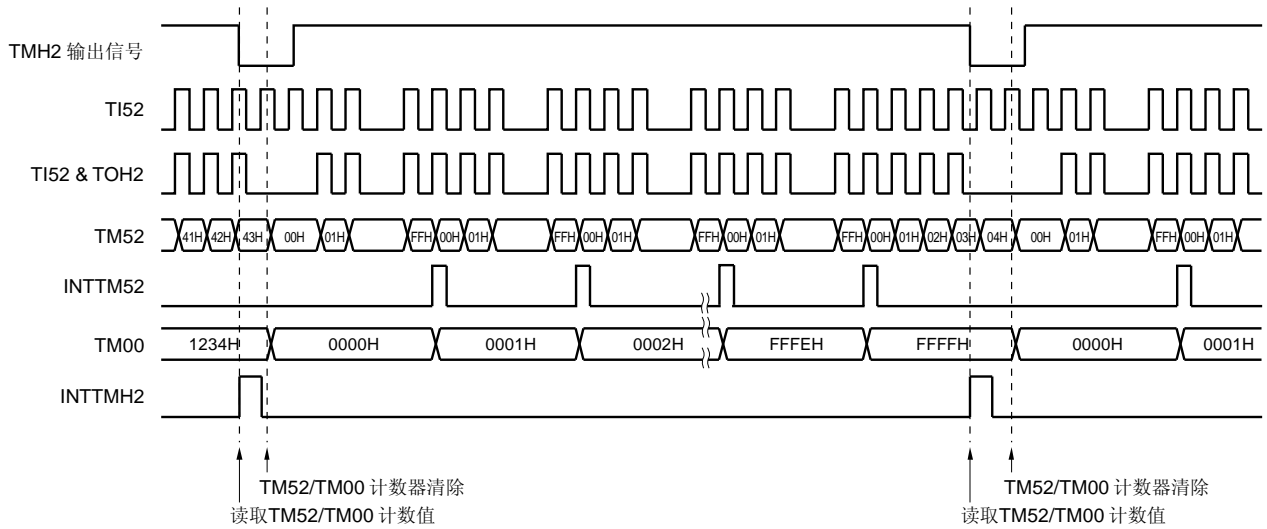 TMH2 输出信号
TI52
TI52 & TOH2
TM52 41H 42H 43H 00H 01H FFH 00H 01H FFH 00H 01H FFH 00H 01H FFH 00H 01H 02H 03H 04H 00H 01H FFH 00H 01H
INTTM52
TM00 1234H 0000H 0001H 0002H FFFEH FFFFH 0000H 0001H
INTTMH2
TM52/TM00 计数器清除 TM52/TM00 计数器清除
读取TM52/TM00 计数值 读取TM52/TM00 计数值